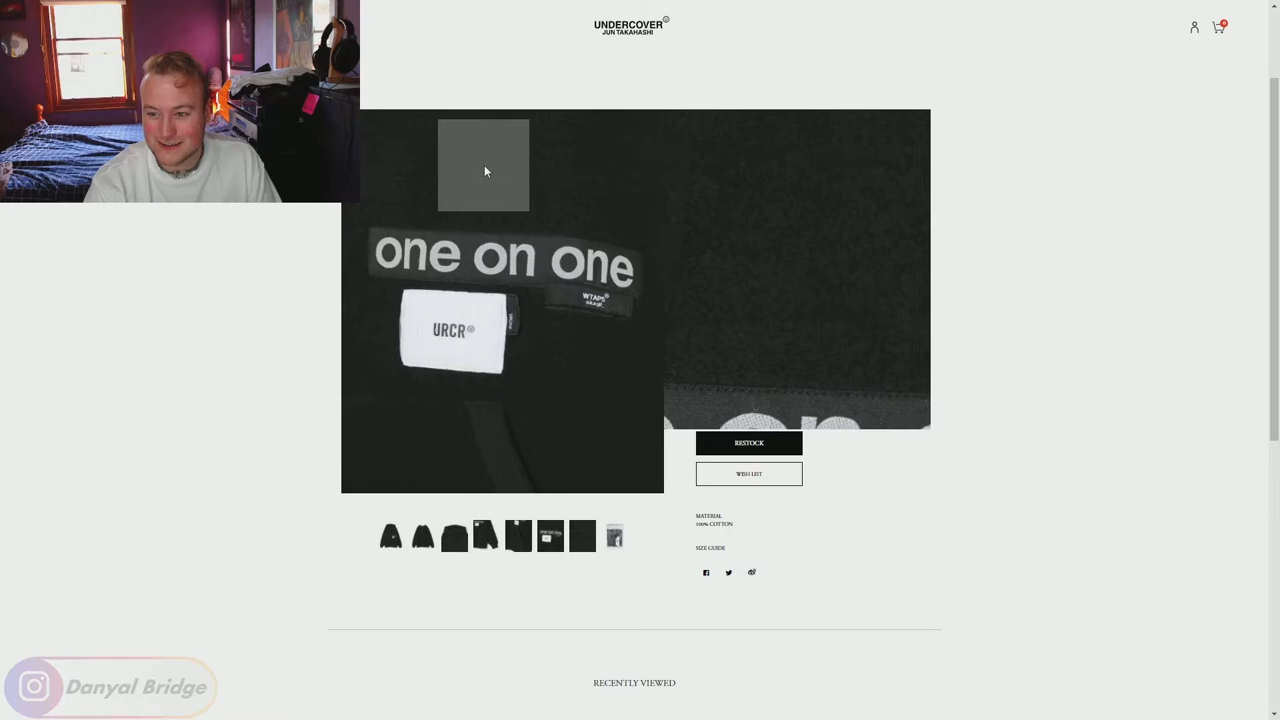 UNDERCOVER
JUN TAKAHASHI
0
one on one
WTAPS
URCR
RESTOCK
WISH LIST
MATERIAL
100% COTTON
SIZE GUIDE
RECENTLY VIEWED
Danyal Bridge